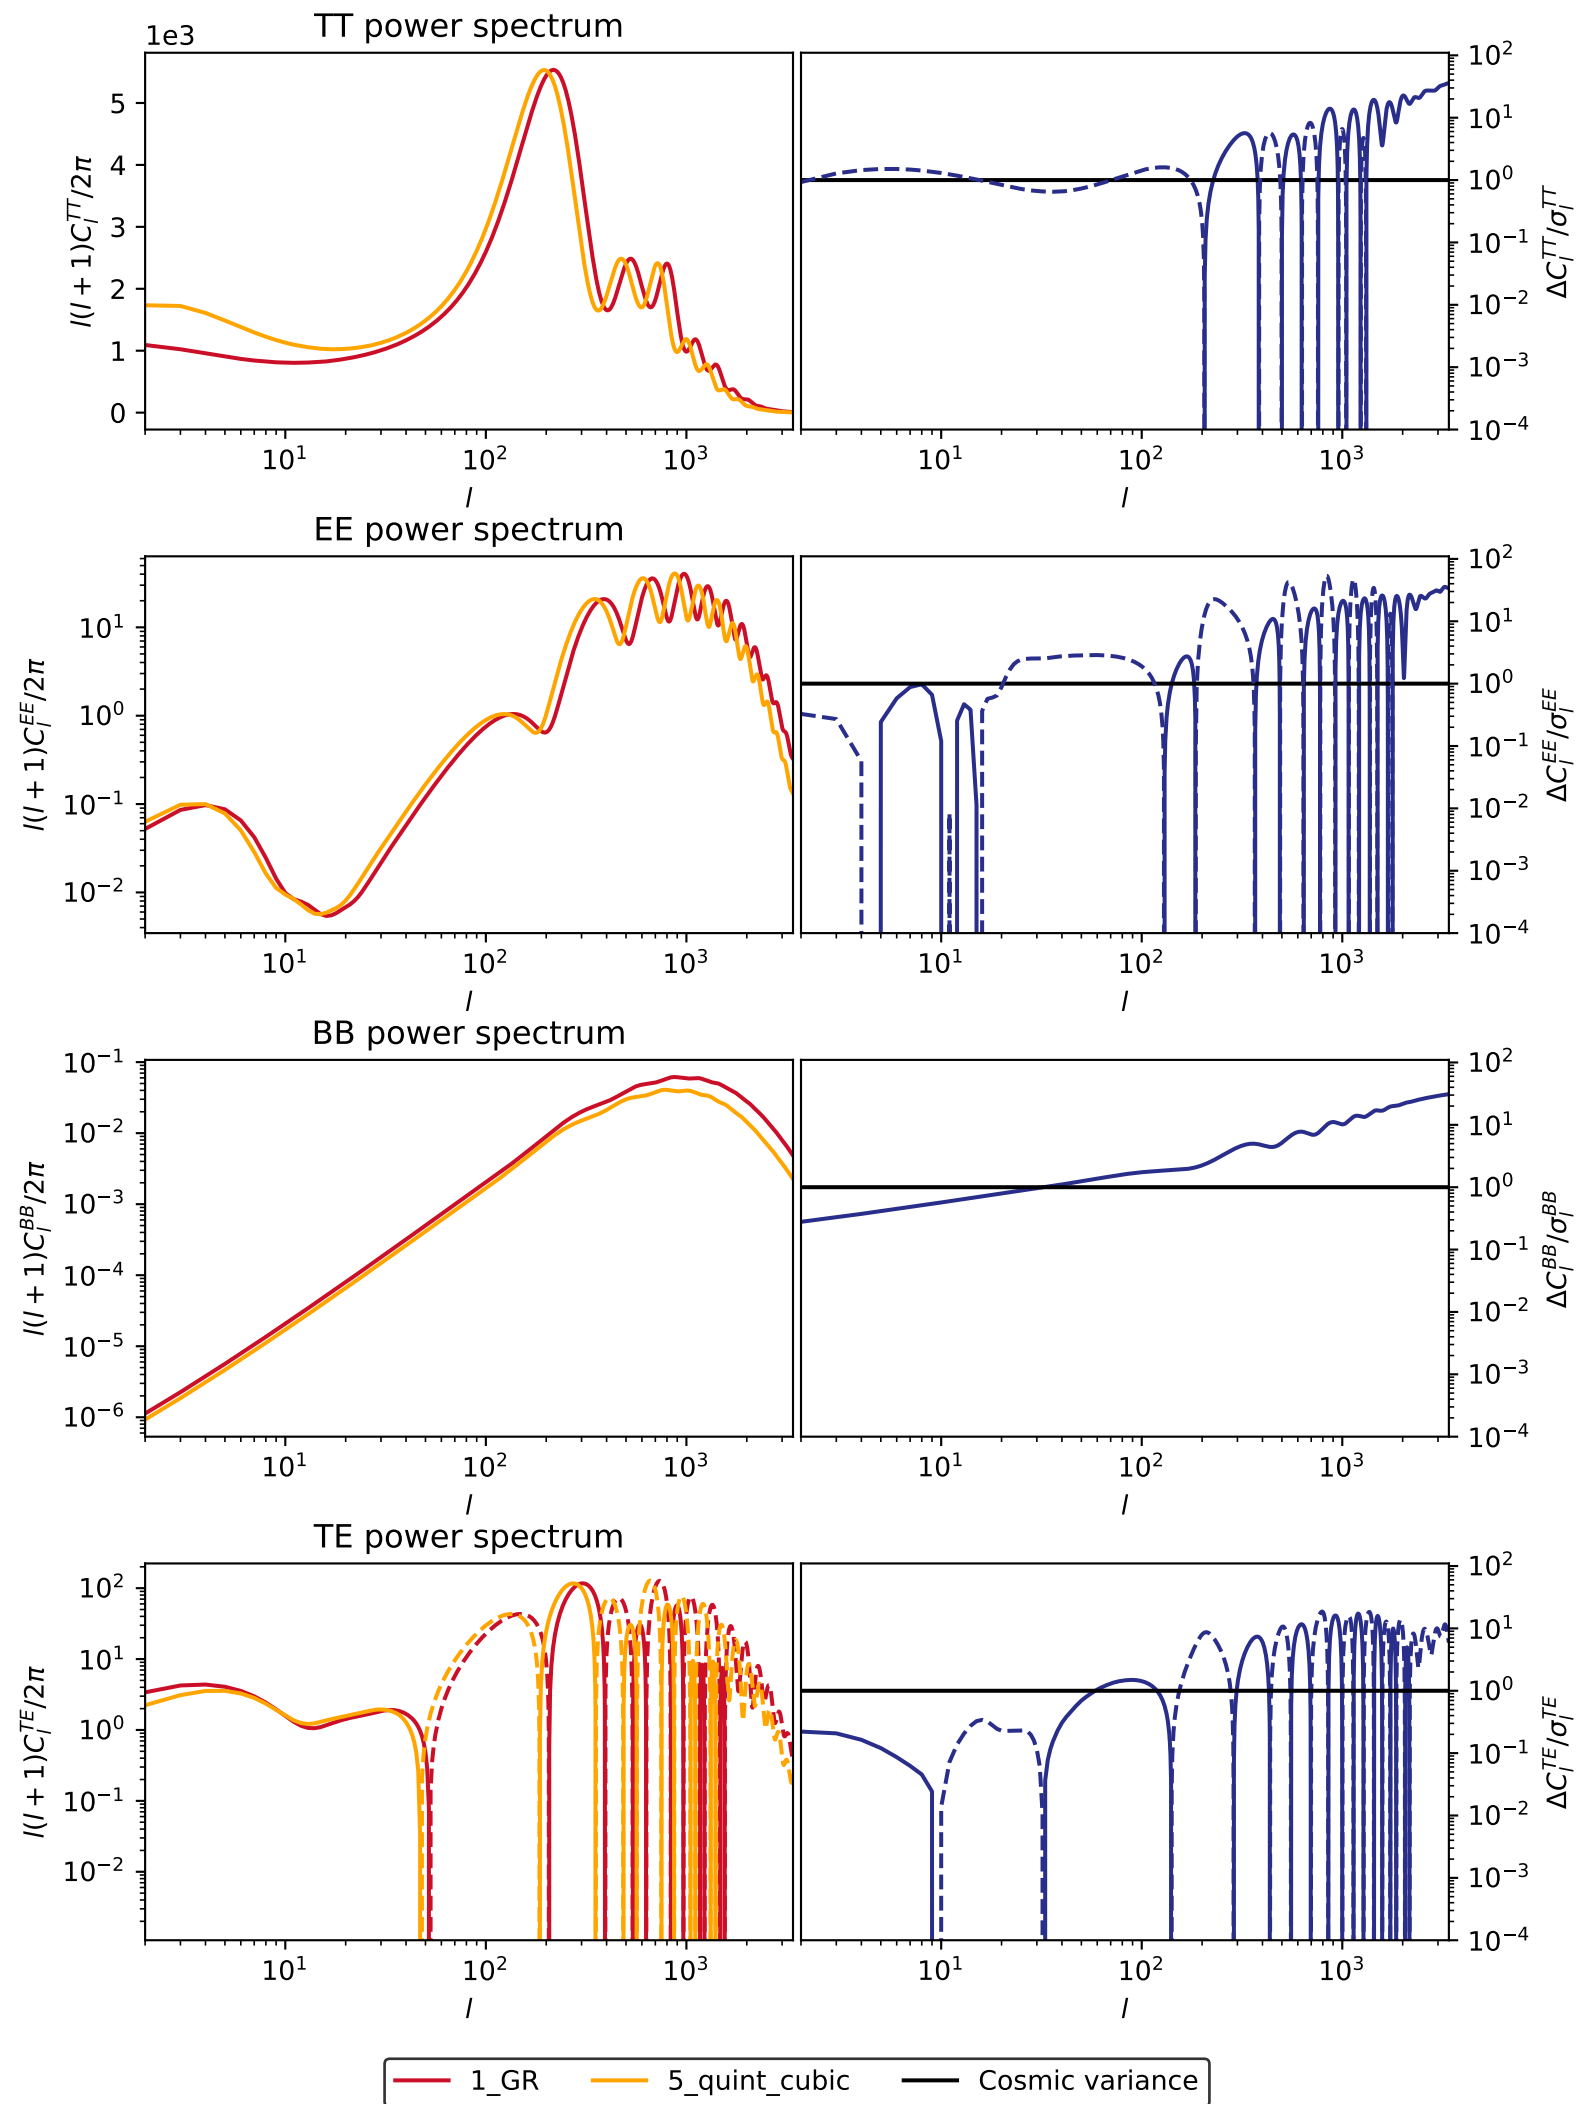 TT power spectrum
1e3
l(l + 1)C_l^{TT}/2π
5
4
3
2
1
0
10^1 10^2 10^3
l
10^1 10^2 10^3
l
10^2
10^1
10^0
10^{−1}
10^{−2}
10^{−3}
10^{−4}
ΔC_l^{TT}/σ_l^{TT}
EE power spectrum
l(l + 1)C_l^{EE}/2π
10^1
10^0
10^{−1}
10^{−2}
10^1 10^2 10^3
l
10^1 10^2 10^3
l
10^2
10^1
10^0
10^{−1}
10^{−2}
10^{−3}
10^{−4}
ΔC_l^{EE}/σ_l^{EE}
BB power spectrum
l(l + 1)C_l^{BB}/2π
10^{−1}
10^{−2}
10^{−3}
10^{−4}
10^{−5}
10^{−6}
10^1 10^2 10^3
l
10^1 10^2 10^3
l
10^2
10^1
10^0
10^{−1}
10^{−2}
10^{−3}
10^{−4}
ΔC_l^{BB}/σ_l^{BB}
TE power spectrum
l(l + 1)C_l^{TE}/2π
10^2
10^1
10^0
10^{−1}
10^{−2}
10^1 10^2 10^3
l
10^1 10^2 10^3
l
10^2
10^1
10^0
10^{−1}
10^{−2}
10^{−3}
10^{−4}
ΔC_l^{TE}/σ_l^{TE}
1_GR 5_quint_cubic Cosmic variance